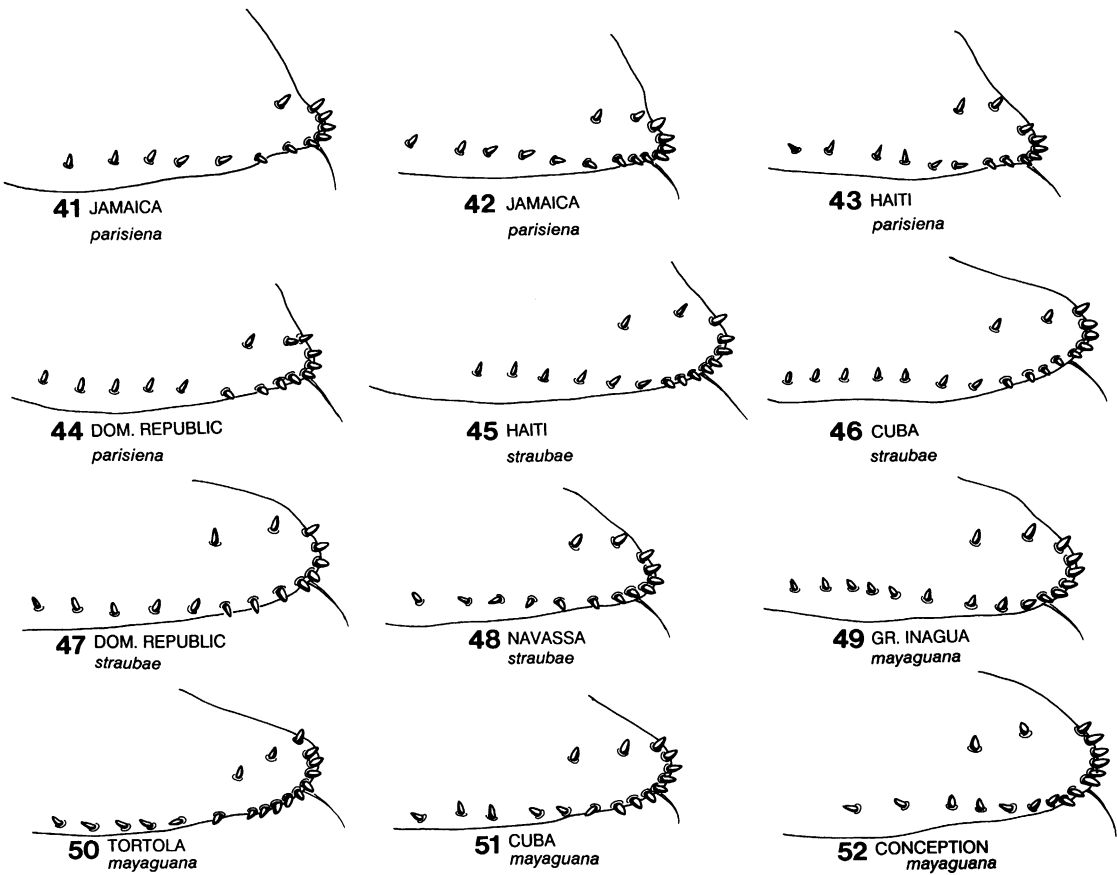 41 JAMAICA
parisiena
42 JAMAICA
parisiena
43 HAITI
parisiena
44 DOM. REPUBLIC
parisiena
45 HAITI
straubae
46 CUBA
straubae
47 DOM. REPUBLIC
straubae
48 NAVASSA
straubae
49 GR. INAGUA
mayaguana
50 TORTOLA
mayaguana
51 CUBA
mayaguana
52 CONCEPTION
mayaguana